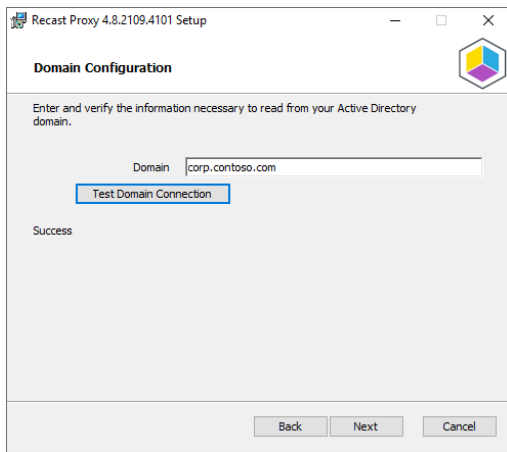 Recast Proxy 4.8.2109.4101 Setup
Domain Configuration
Enter and verify the information necessary to read from your Active Directory
domain.
Domain corp.contoso.com
Test Domain Connection
Success
Back Next Cancel